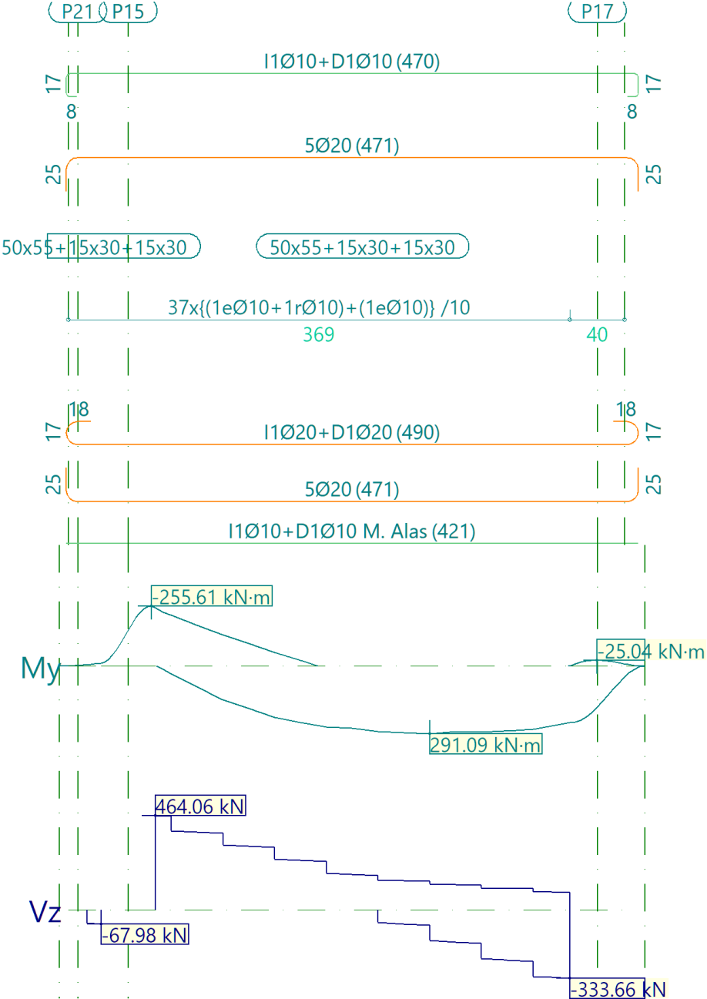 P21 P15 P17
I1Ø10+D1Ø10 (470)
17 17
8 8
5Ø20 (471)
25 25
50x55+15x30+15x30 50x55+15x30+15x30
37x{(1eØ10+1rØ10)+(1eØ10)} /10
369 40
18 18
17 I1Ø20+D1Ø20 (490) 17
25 5Ø20 (471) 25
I1Ø10+D1Ø10 M. Alas (421)
-255.61 kN·m
-25.04 kN·m
My
291.09 kN·m
464.06 kN
Vz
-67.98 kN
-333.66 kN